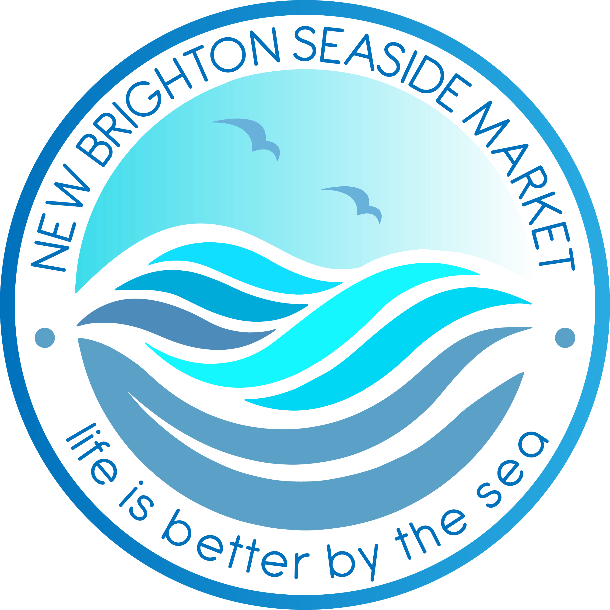 NEW BRIGHTON SEASIDE MARKET
life is better by the sea